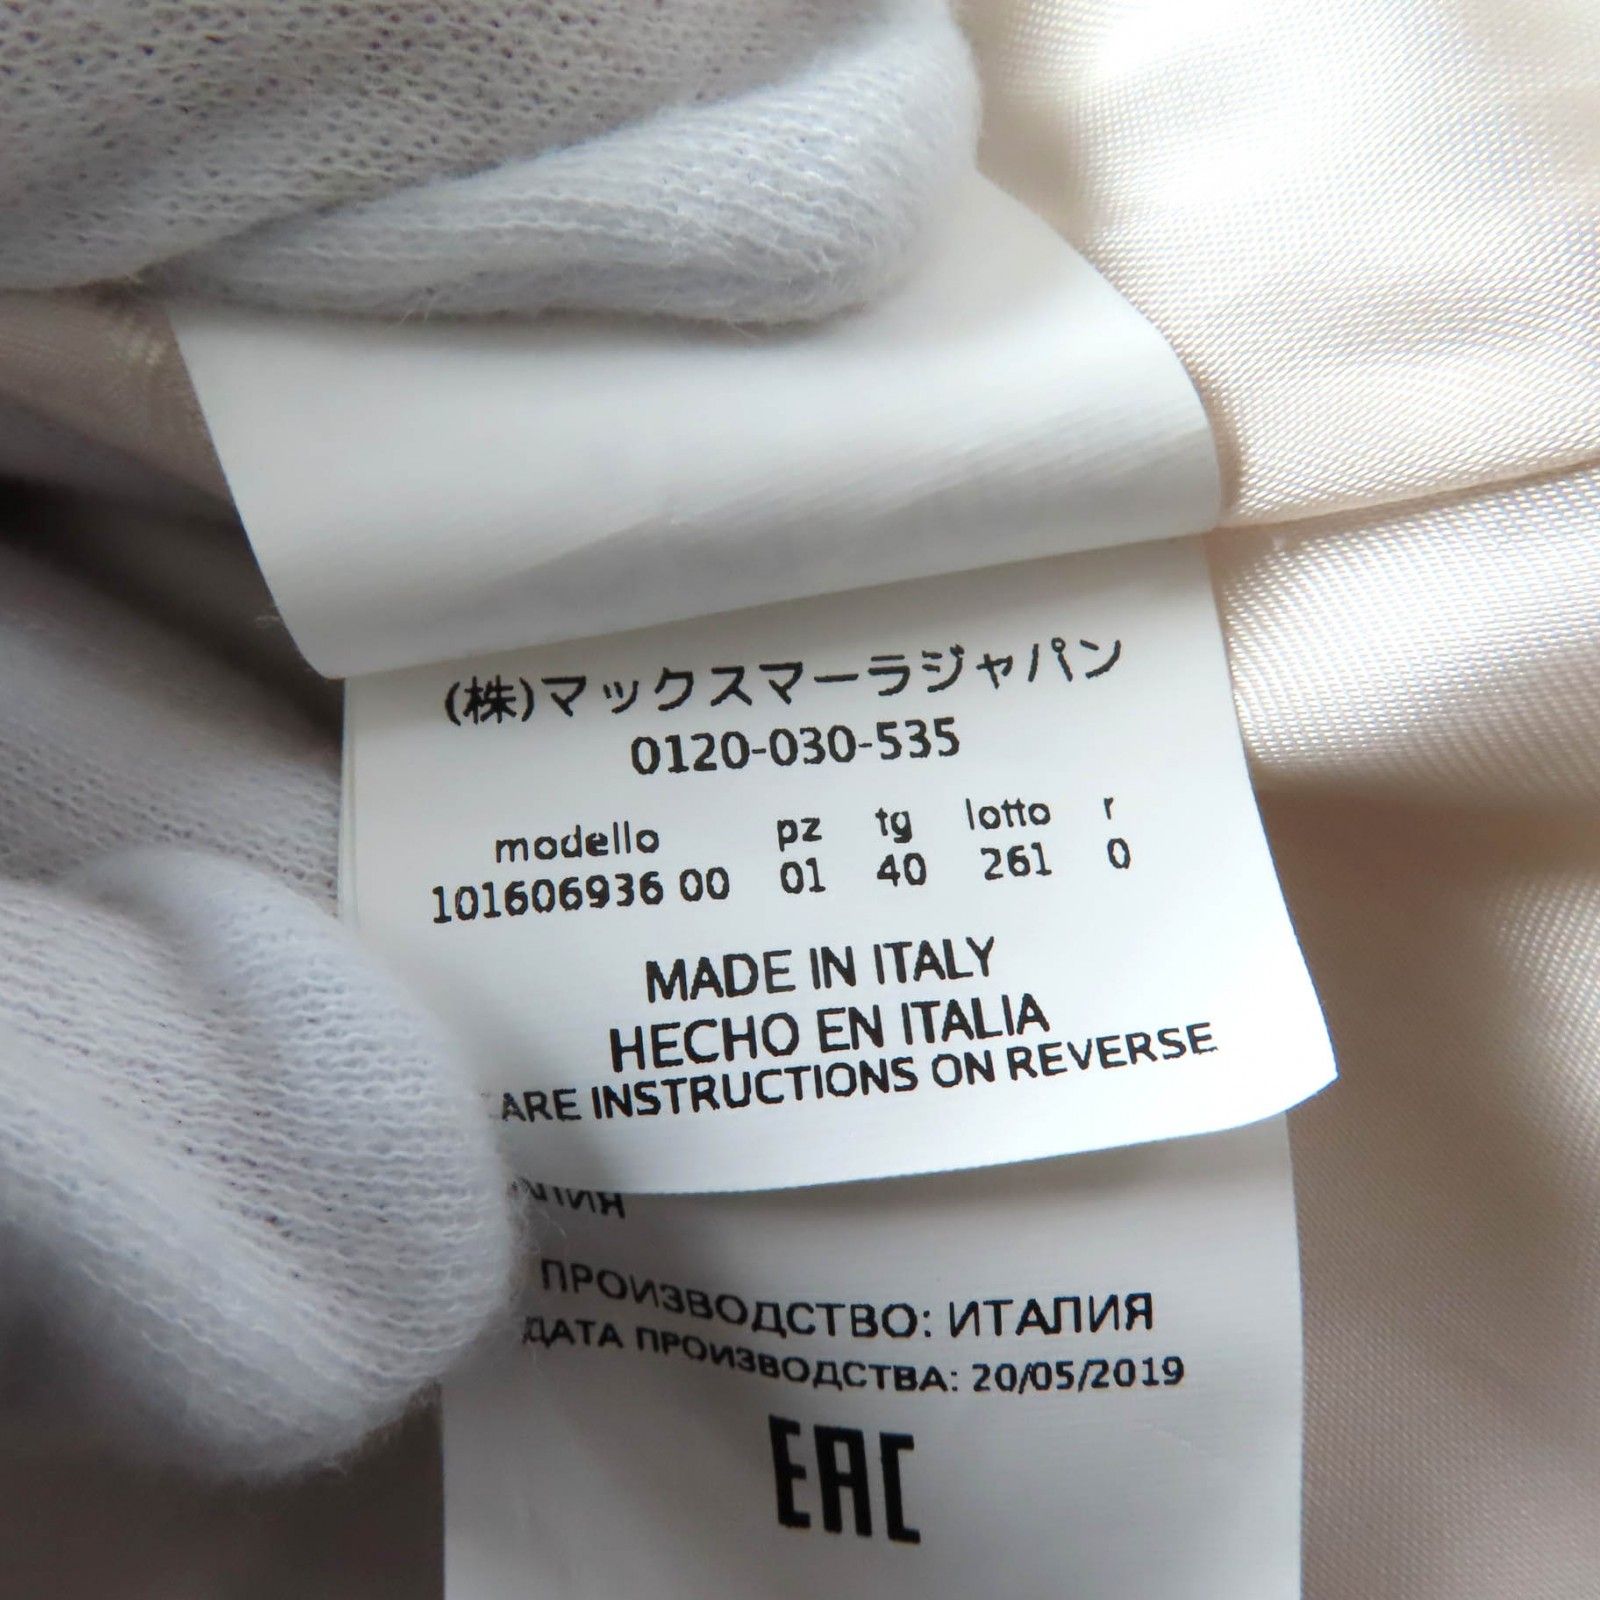 (株)マックスマーラジャパン
0120-030-535
modello pz tg lotto r
101606936 00 01 40 261 0
MADE IN ITALY
HECHO EN ITALIA
ARE INSTRUCTIONS ON REVERSE
ПРОИЗВОДСТВО: ИТАЛИЯ
ДАТА ПРОИЗВОДСТВА: 20/05/2019
EAC